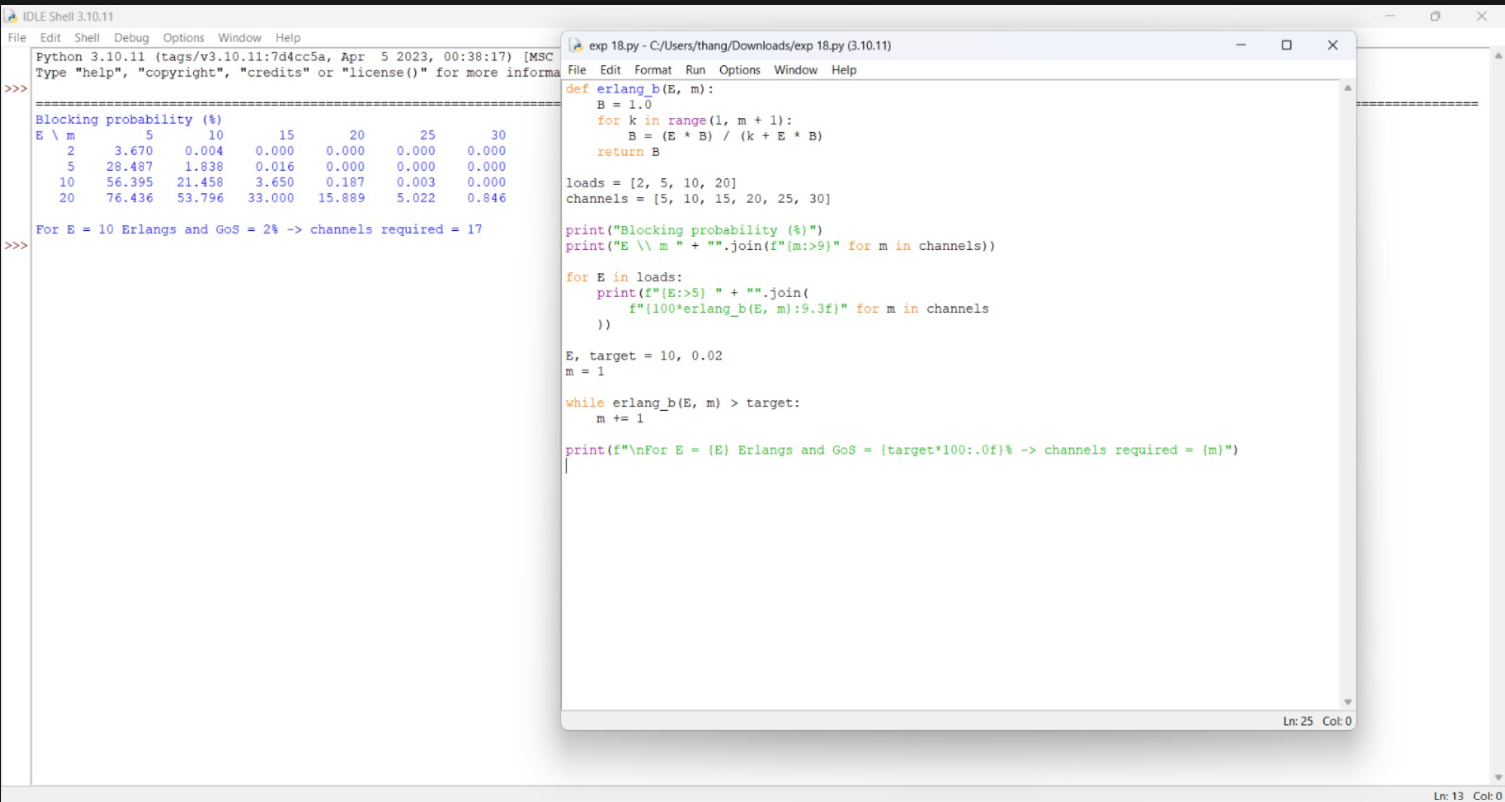 IDLE Shell 3.10.11
File Edit Shell Debug Options Window Help
Python 3.10.11 (tags/v3.10.11:7d4cc5a, Apr  5 2023, 00:38:17) [MSC
Type "help", "copyright", "credits" or "license()" for more informa
>>>
Blocking probability (%)
E \ m         5       10       15       20       25       30
    2     3.670    0.004    0.000    0.000    0.000    0.000
    5    28.487    1.838    0.016    0.000    0.000    0.000
   10    56.395   21.458    3.650    0.187    0.003    0.000
   20    76.436   53.796   33.000   15.889    5.022    0.846
For E = 10 Erlangs and GoS = 2% -> channels required = 17
>>>
exp 18.py - C:/Users/thang/Downloads/exp 18.py (3.10.11)
File Edit Format Run Options Window Help
def erlang_b(E, m):
    B = 1.0
    for k in range(1, m + 1):
        B = (E * B) / (k + E * B)
    return B
loads = [2, 5, 10, 20]
channels = [5, 10, 15, 20, 25, 30]
print("Blocking probability (%)")
print("E \\ m " + "".join(f"{m:>9}" for m in channels))
for E in loads:
    print(f"{E:>5} " + "".join(
        f"{100*erlang_b(E, m):9.3f}" for m in channels
    ))
E, target = 10, 0.02
m = 1
while erlang_b(E, m) > target:
    m += 1
print(f"\nFor E = {E} Erlangs and GoS = {target*100:.0f}% -> channels required = {m}")
Ln: 25 Col: 0
Ln: 13 Col: 0